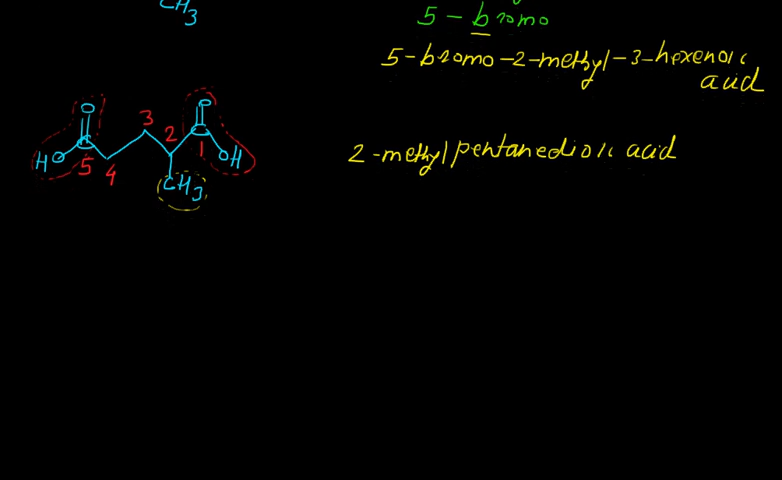 CH3
5-bromo
5-bromo-2-methyl-3-hexenoic
acid
O
O
3
2
HO
5
4
1
OH
CH3
2-methylpentanedioic acid